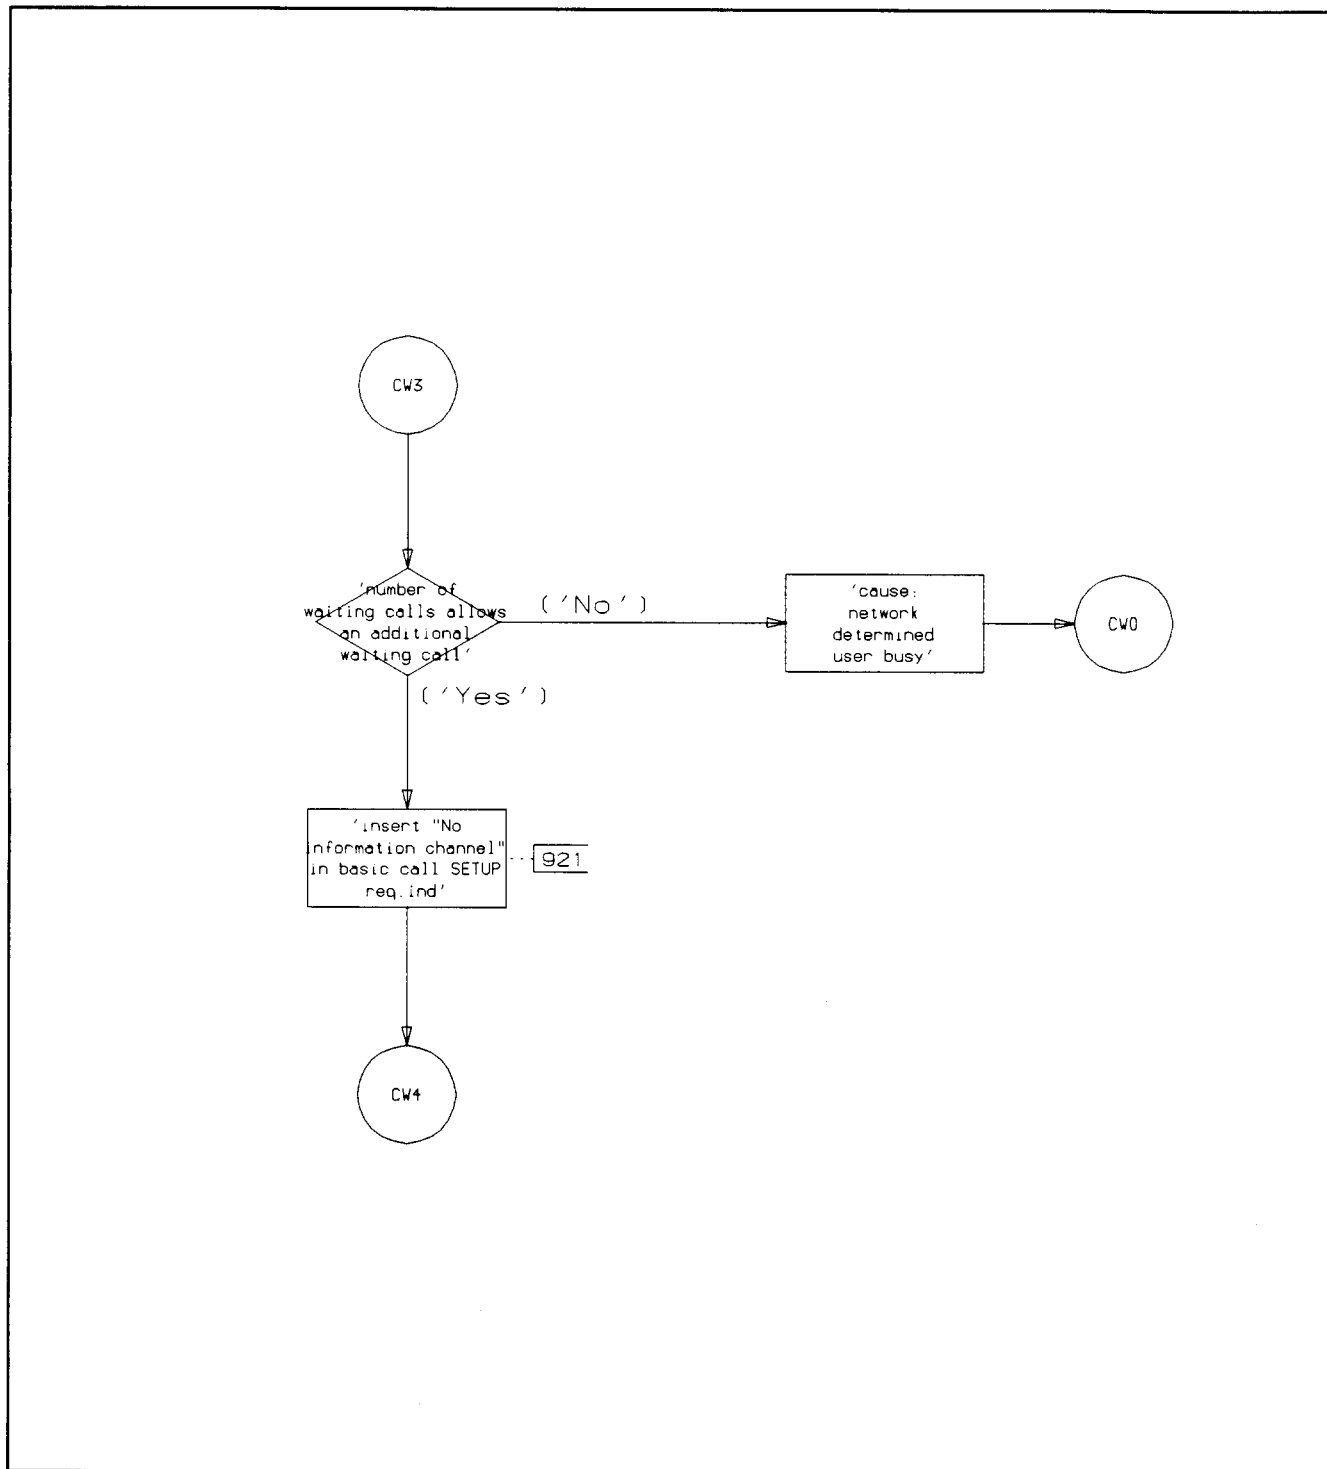 CW3
'number of
waiting calls allows
an additional
waiting call'
('No')
'cause:
network
determined
user busy'
CW0
('Yes')
'insert "No
information channel"
in basic call SETUP
req.ind'
921
CW4